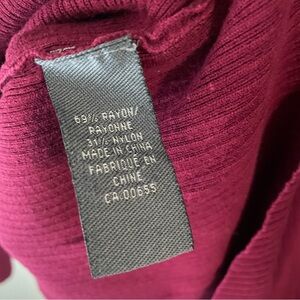 69% RAYON/
RAYONNE
31% NYLON
MADE IN CHINA
FABRIQUÉ EN
CHINE
CA 00655